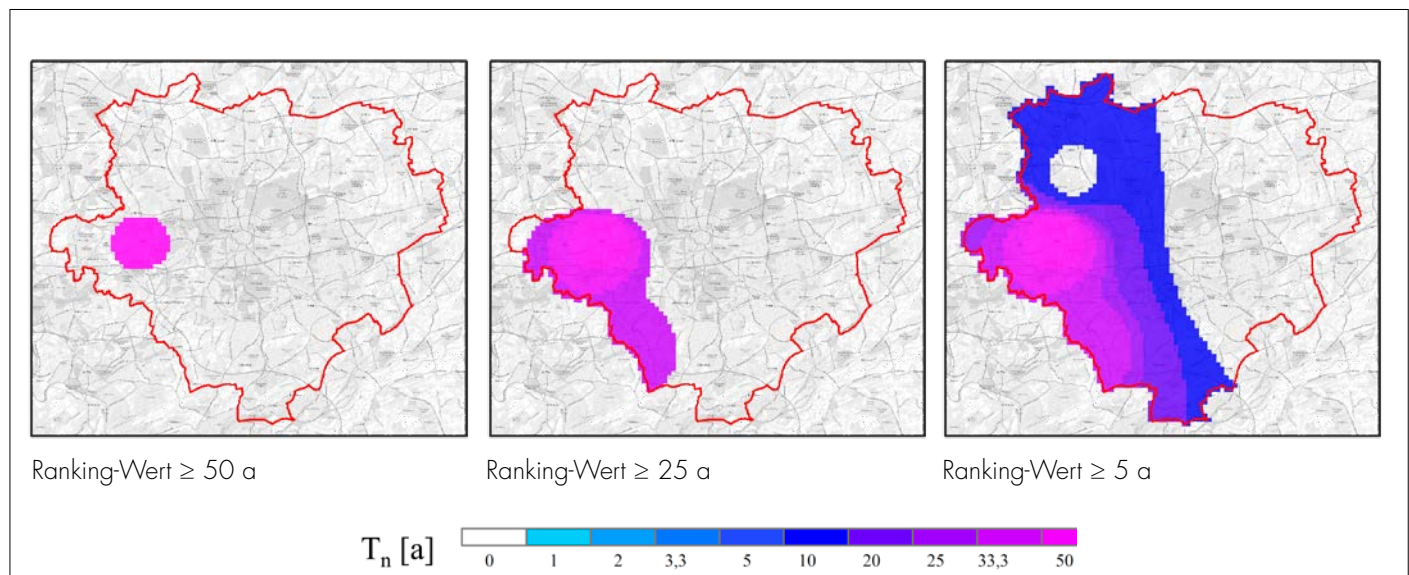 Ranking-Wert ≥ 50 a
Ranking-Wert ≥ 25 a
Ranking-Wert ≥ 5 a
Tn [a]
0 1 2 3,3 5 10 20 25 33,3 50